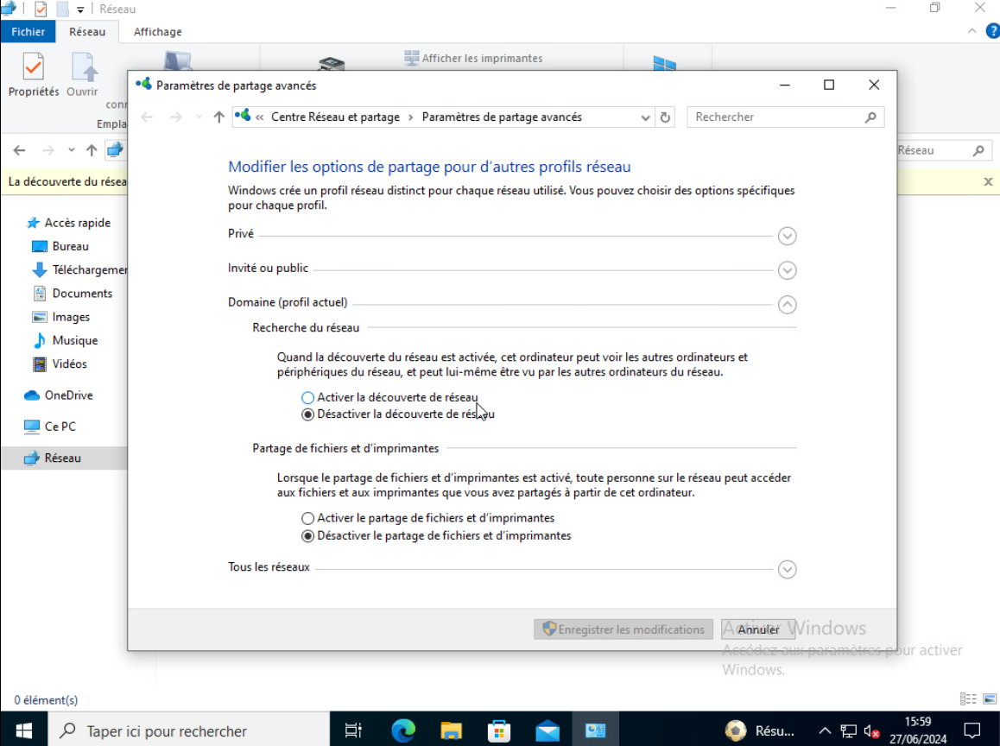 Réseau
Fichier
Réseau
Affichage
Afficher les imprimantes
Propriétés
Ouvrir
conn
Empla
Paramètres de partage avancés
« Centre Réseau et partage › Paramètres de partage avancés
Rechercher
Réseau
La découverte du résea
x
Modifier les options de partage pour d'autres profils réseau
Windows crée un profil réseau distinct pour chaque réseau utilisé. Vous pouvez choisir des options spécifiques
pour chaque profil.
Privé
Invité ou public
Domaine (profil actuel)
Recherche du réseau
Quand la découverte du réseau est activée, cet ordinateur peut voir les autres ordinateurs et
périphériques du réseau, et peut lui-même être vu par les autres ordinateurs du réseau.
Activer la découverte de réseau
Désactiver la découverte de réseau
Partage de fichiers et d'imprimantes
Lorsque le partage de fichiers et d'imprimantes est activé, toute personne sur le réseau peut accéder
aux fichiers et aux imprimantes que vous avez partagés à partir de cet ordinateur.
Activer le partage de fichiers et d'imprimantes
Désactiver le partage de fichiers et d'imprimantes
Tous les réseaux
Enregistrer les modifications
Annuler
Accès rapide
Bureau
Téléchargemen
Documents
Images
Musique
Vidéos
OneDrive
Ce PC
Réseau
Activer Windows
Accédez aux paramètres pour activer
Windows.
0 élément(s)
Taper ici pour rechercher
Résu...
15:59
27/06/2024